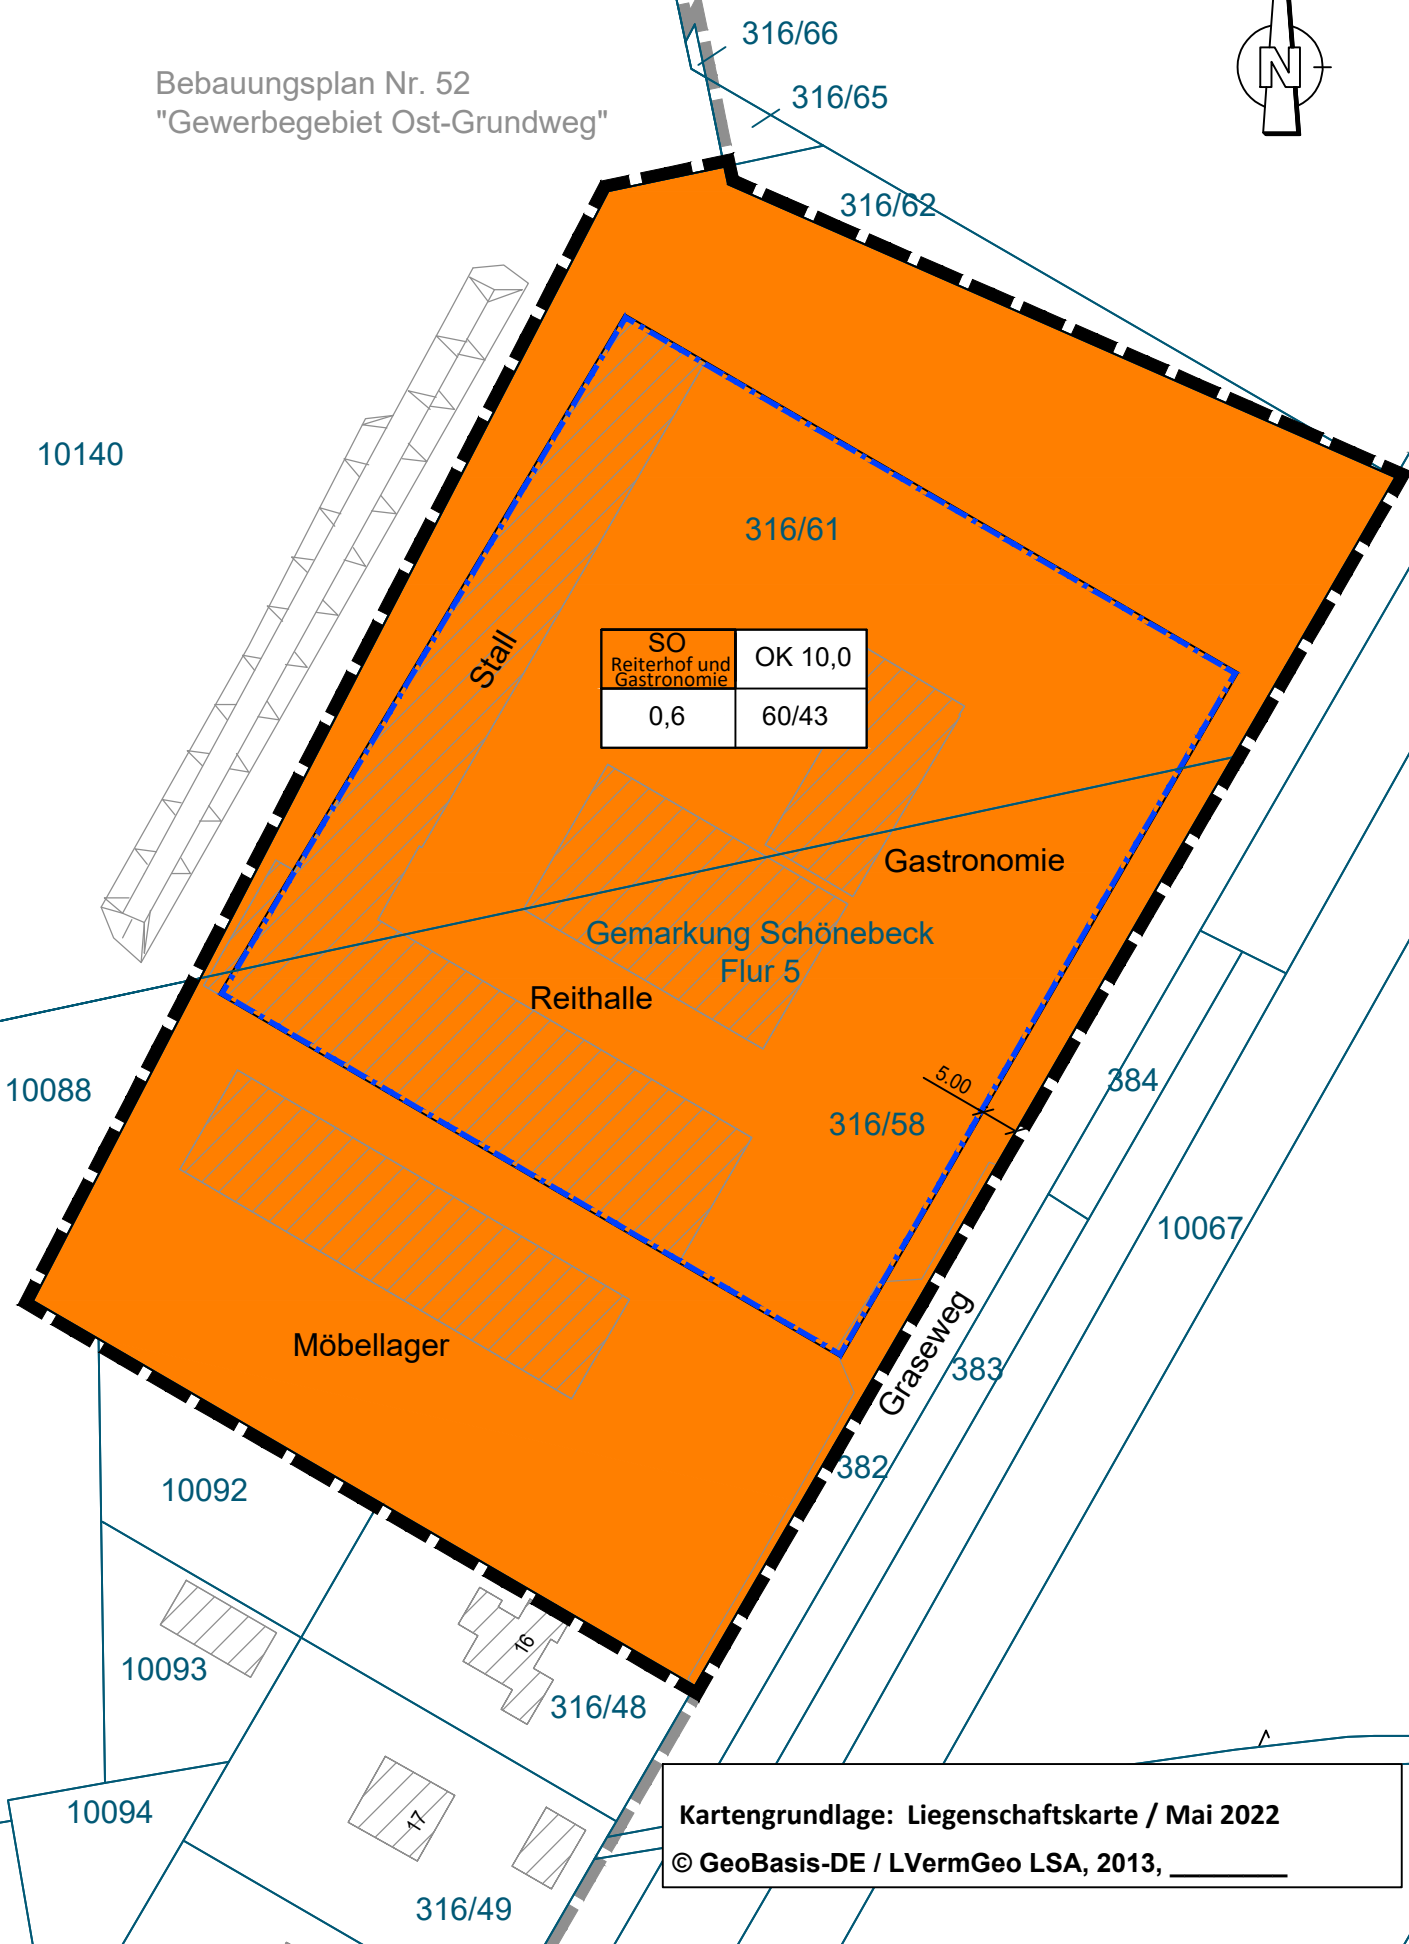 316/66
N
Bebauungsplan Nr. 52
"Gewerbegebiet Ost-Grundweg"
316/65
316/62
10140
316/61
Stall
SO
Reiterhof und
Gastronomie
OK 10,0
0,6
60/43
Gastronomie
Gemarkung Schönebeck
Flur 5
Reithalle
10088
5.00
384
316/58
10067
Graseweg
Möbellager
383
382
10092
16
10093
316/48
10094
17
316/49
Kartengrundlage: Liegenschaftskarte / Mai 2022
© GeoBasis-DE / LVermGeo LSA, 2013, ________